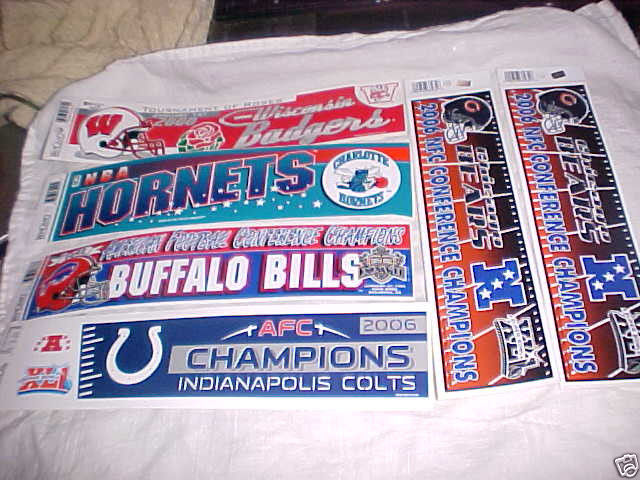 TOURNAMENT OF ROSES
W
Wisconsin
Badgers
NBA
HORNETS
CHARLOTTE
HORNETS
AMERICAN FOOTBALL CONFERENCE CHAMPIONS
BUFFALO BILLS
A
XLI
AFC
2006
CHAMPIONS
INDIANAPOLIS COLTS
CHICAGO
BEARS
N
2006 NFC CONFERENCE CHAMPIONS
CHICAGO
BEARS
N
2006 NFC CONFERENCE CHAMPIONS